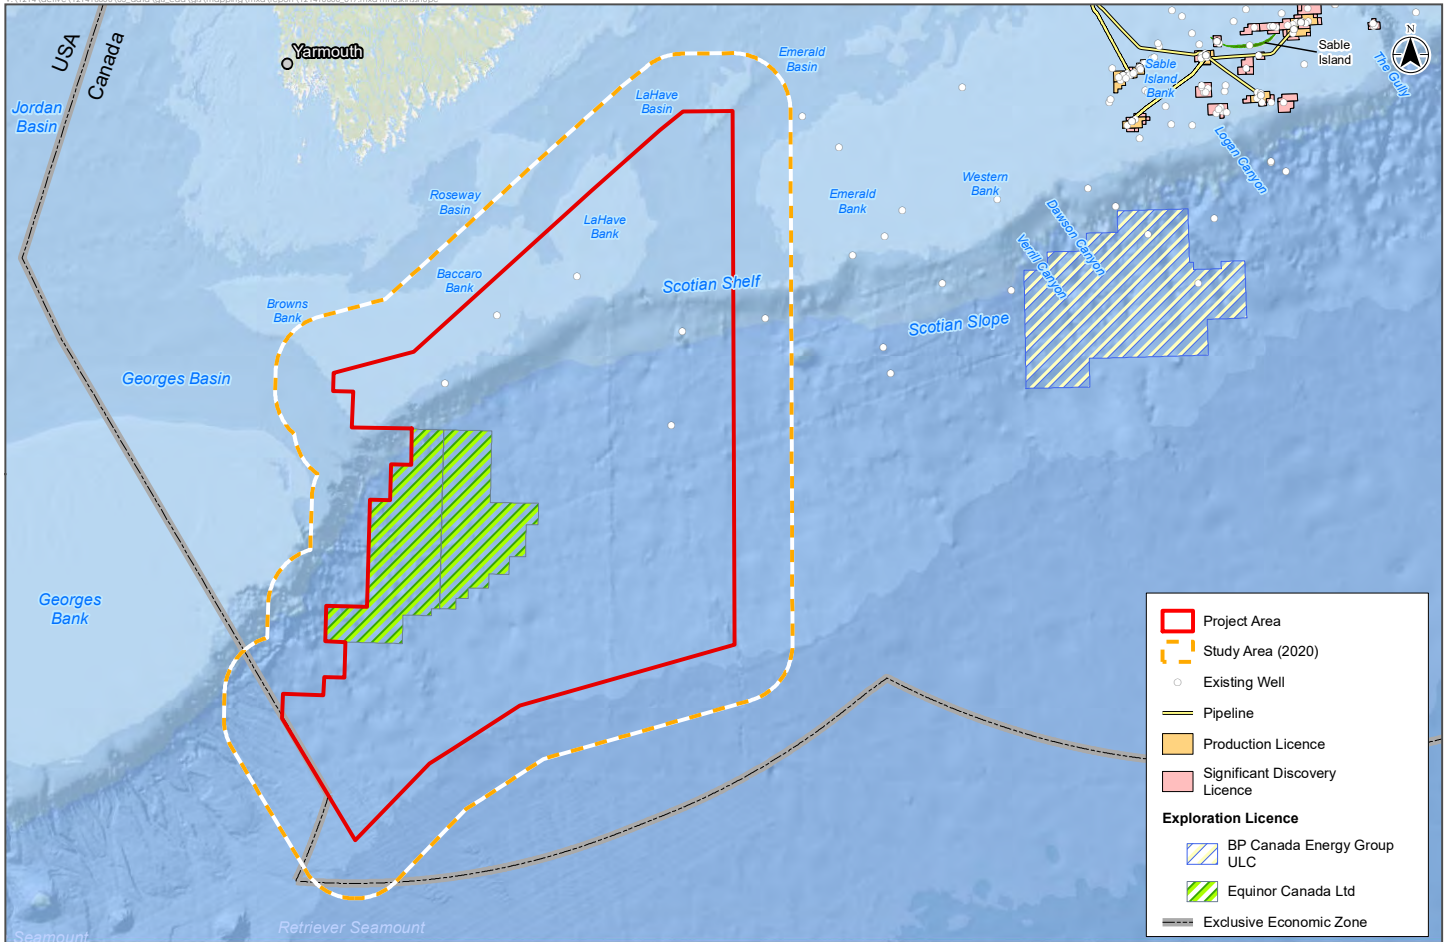 USA
Canada
Yarmouth
Jordan
Basin
Emerald
Basin
LaHave
Basin
Sable
Island
Bank
Sable
Island
The Gully
N
Logan Canyon
Roseway
Basin
LaHave
Bank
Emerald
Bank
Western
Bank
Dawson Canyon
Verrill Canyon
Baccaro
Bank
Scotian Shelf
Browns
Bank
Scotian Slope
Georges Basin
Georges
Bank
Retriever Seamount
Seamount
Project Area
Study Area (2020)
Existing Well
Pipeline
Production Licence
Significant Discovery
Licence
Exploration Licence
BP Canada Energy Group
ULC
Equinor Canada Ltd
Exclusive Economic Zone